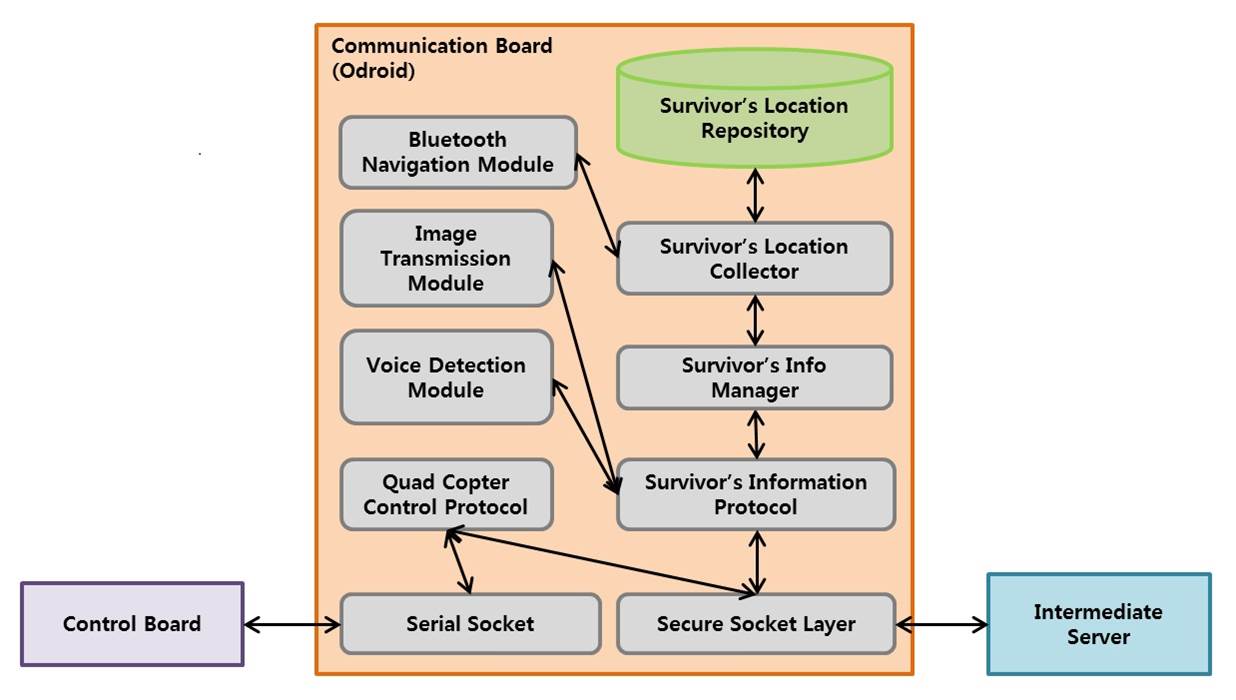 Communication Board
(Odroid)
Survivor's Location
Repository
Bluetooth
Navigation Module
Image
Transmission
Module
Survivor's Location
Collector
Voice Detection
Module
Survivor's Info
Manager
Quad Copter
Control Protocol
Survivor's Information
Protocol
Control Board
Serial Socket
Secure Socket Layer
Intermediate
Server